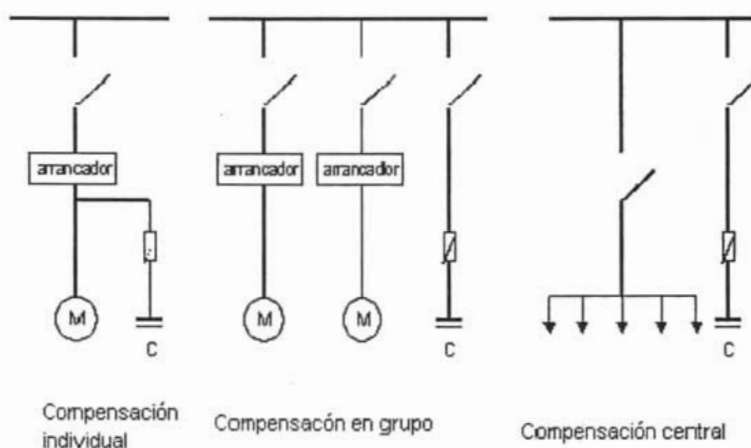 arrancador
M
C
Compensación
individual
arrancador
arrancador
M
M
C
Compensacón en grupo
C
Compensación central